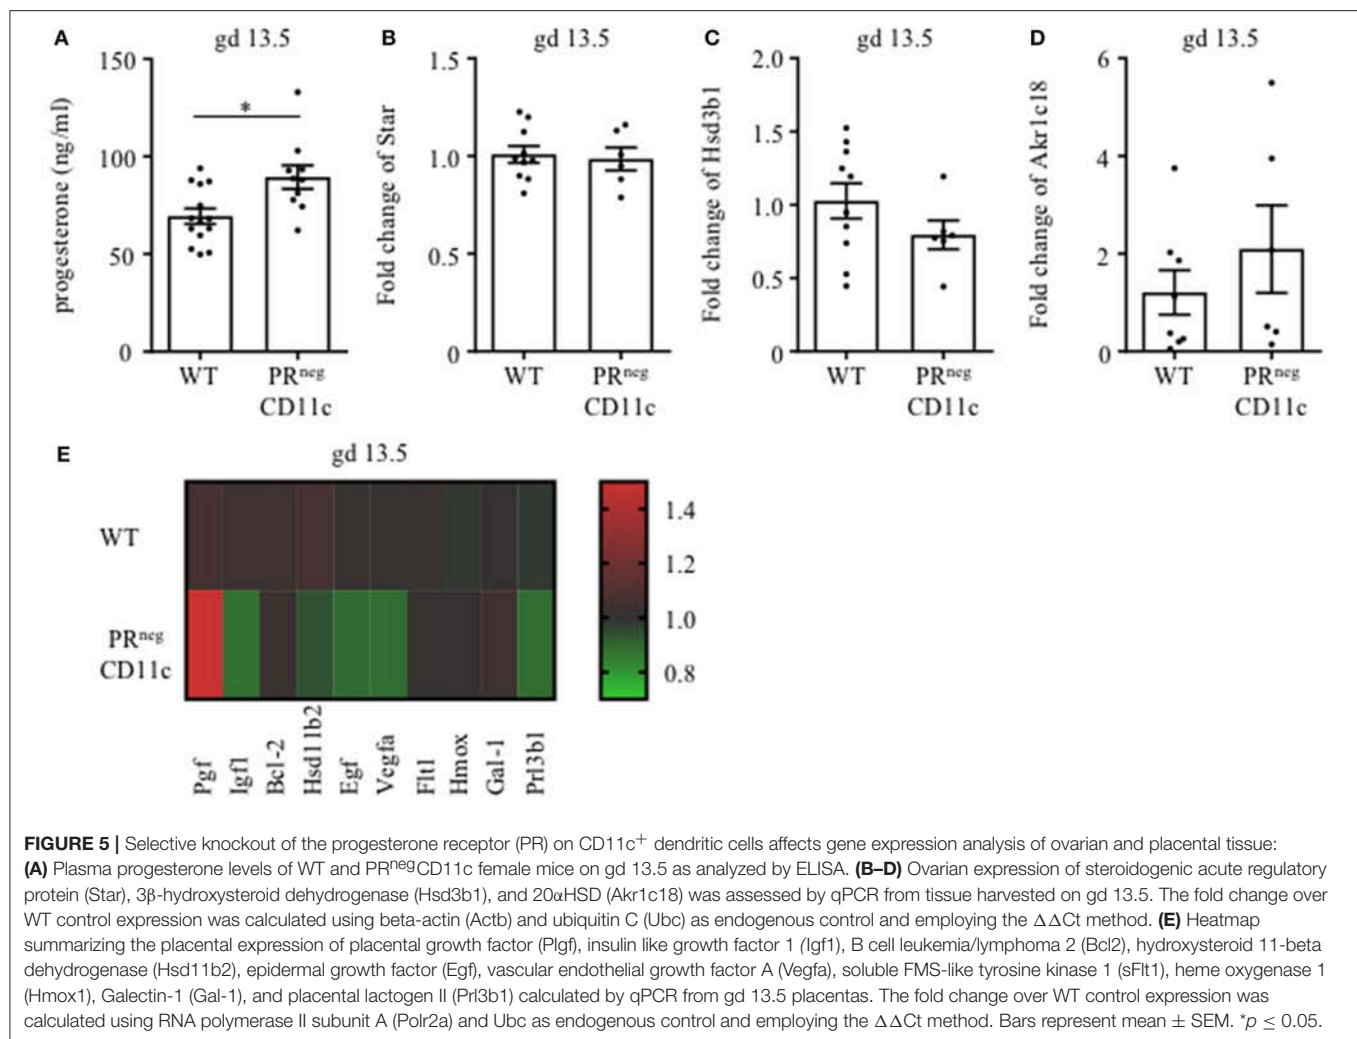 A
gd 13.5
progesterone (ng/ml)
150
100
50
0
*
WT
PRⁿᵉᵍ
CD11c
B
gd 13.5
Fold change of Star
1.5
1.0
0.5
0
WT
PRⁿᵉᵍ
CD11c
C
gd 13.5
Fold change of Hsd3b1
2.0
1.5
1.0
0.5
0
WT
PRⁿᵉᵍ
CD11c
D
gd 13.5
Fold change of Akr1c18
6
4
2
0
WT
PRⁿᵉᵍ
CD11c
E
gd 13.5
WT
PRⁿᵉᵍ
CD11c
Pgf
Igf1
Bcl-2
Hsd11b2
Egf
Vegfa
Flt1
Hmox
Gal-1
Prl3b1
1.4
1.2
1.0
0.8
FIGURE 5 | Selective knockout of the progesterone receptor (PR) on CD11c⁺ dendritic cells affects gene expression analysis of ovarian and placental tissue:
(A) Plasma progesterone levels of WT and PRⁿᵉᵍCD11c female mice on gd 13.5 as analyzed by ELISA. (B–D) Ovarian expression of steroidogenic acute regulatory
protein (Star), 3β-hydroxysteroid dehydrogenase (Hsd3b1), and 20αHSD (Akr1c18) was assessed by qPCR from tissue harvested on gd 13.5. The fold change over
WT control expression was calculated using beta-actin (Actb) and ubiquitin C (Ubc) as endogenous control and employing the ΔΔCt method. (E) Heatmap
summarizing the placental expression of placental growth factor (Plgf), insulin like growth factor 1 (Igf1), B cell leukemia/lymphoma 2 (Bcl2), hydroxysteroid 11-beta
dehydrogenase (Hsd11b2), epidermal growth factor (Egf), vascular endothelial growth factor A (Vegfa), soluble FMS-like tyrosine kinase 1 (sFlt1), heme oxygenase 1
(Hmox1), Galectin-1 (Gal-1), and placental lactogen II (Prl3b1) calculated by qPCR from gd 13.5 placentas. The fold change over WT control expression was
calculated using RNA polymerase II subunit A (Polr2a) and Ubc as endogenous control and employing the ΔΔCt method. Bars represent mean ± SEM. *p ≤ 0.05.